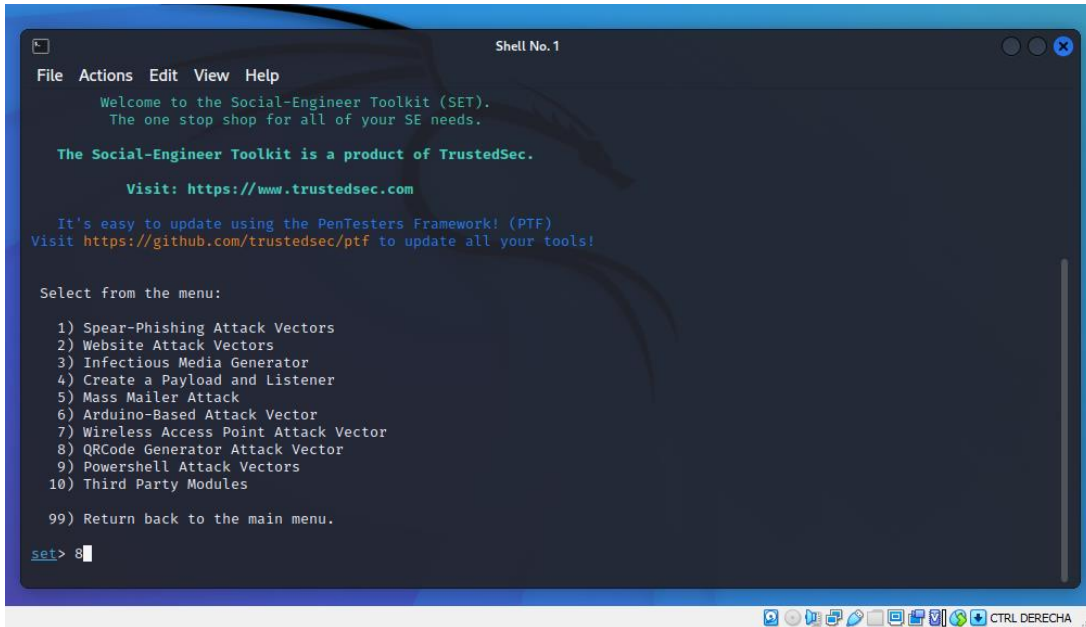 Shell No. 1
File Actions Edit View Help
Welcome to the Social-Engineer Toolkit (SET).
The one stop shop for all of your SE needs.
The Social-Engineer Toolkit is a product of TrustedSec.
Visit: https://www.trustedsec.com
It's easy to update using the PenTesters Framework! (PTF)
Visit https://github.com/trustedsec/ptf to update all your tools!
Select from the menu:
1) Spear-Phishing Attack Vectors
2) Website Attack Vectors
3) Infectious Media Generator
4) Create a Payload and Listener
5) Mass Mailer Attack
6) Arduino-Based Attack Vector
7) Wireless Access Point Attack Vector
8) QRCode Generator Attack Vector
9) Powershell Attack Vectors
10) Third Party Modules
99) Return back to the main menu.
set> 8
CTRL DERECHA